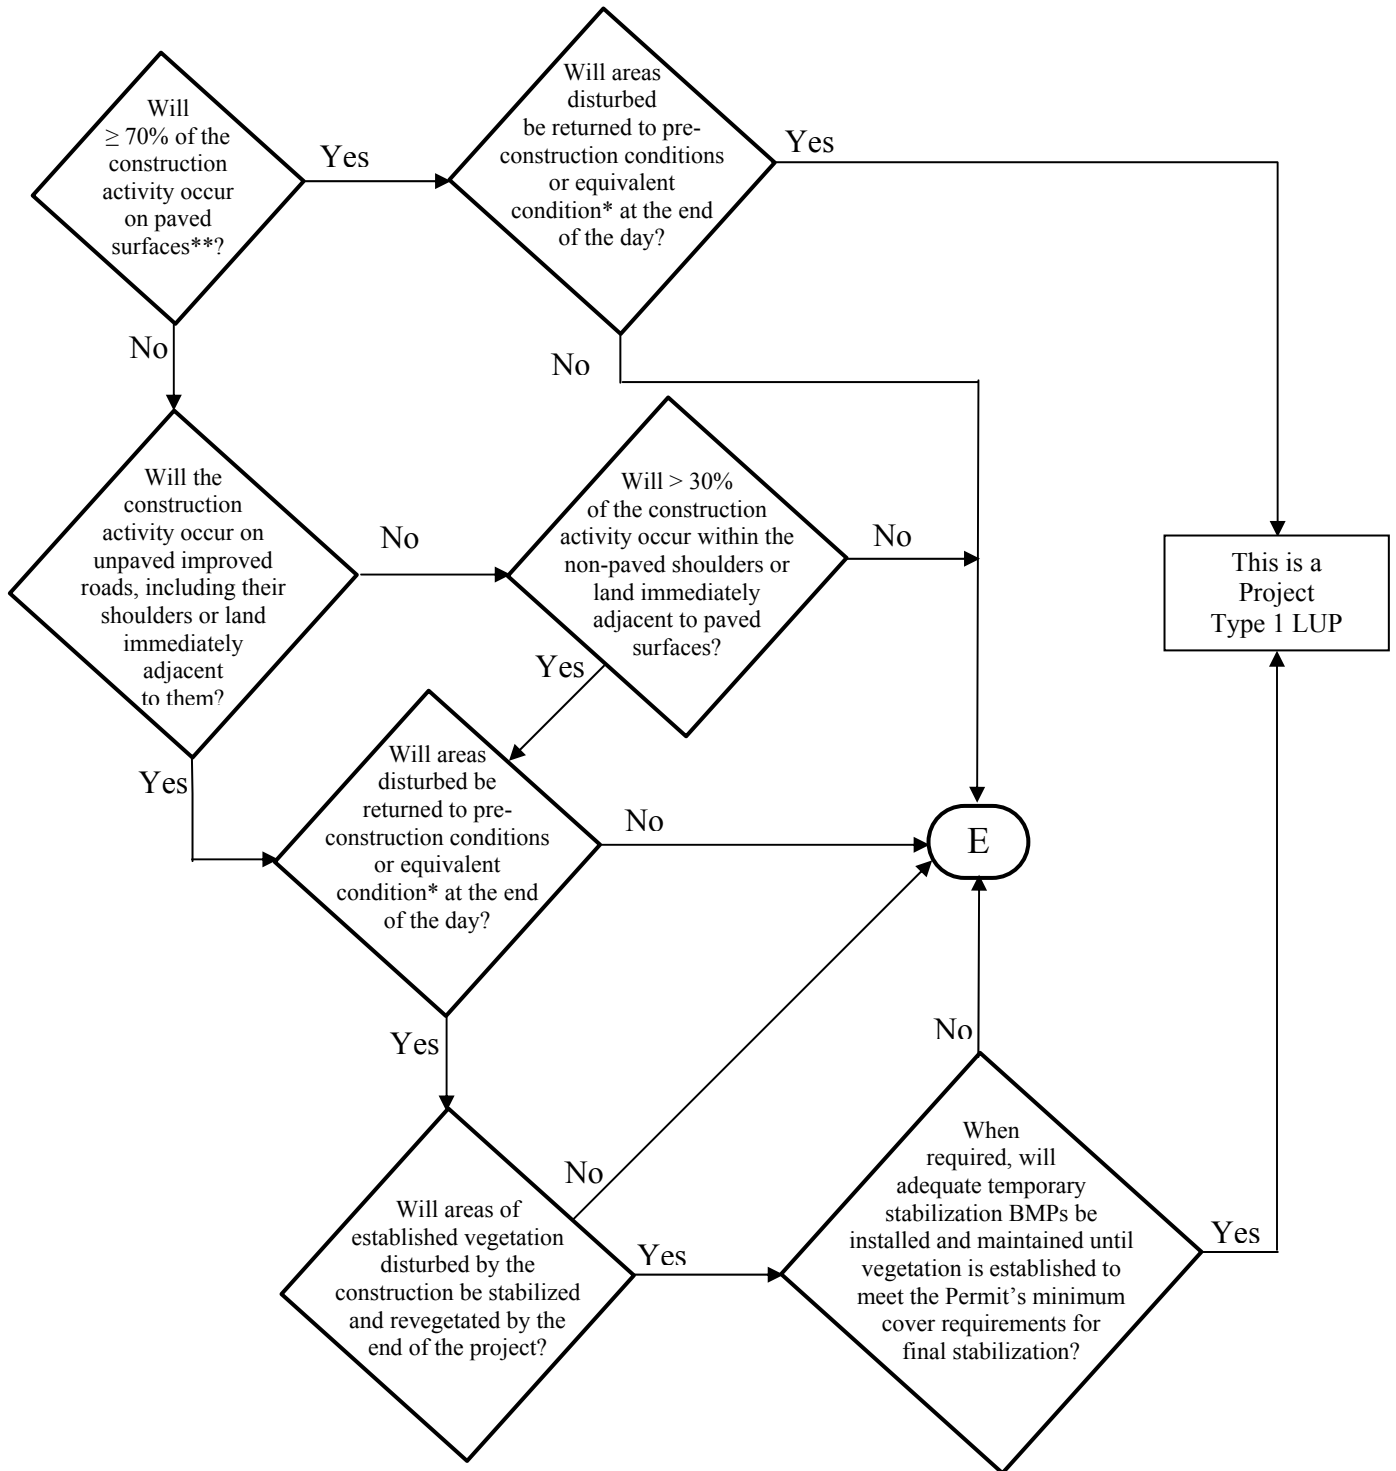 Will
≥ 70% of the
construction
activity occur
on paved
surfaces**?
Yes
Will areas
disturbed
be returned to pre-
construction conditions
or equivalent
condition* at the end
of the day?
Yes
No
No
Will the
construction
activity occur on
unpaved improved
roads, including their
shoulders or land
immediately
adjacent
to them?
No
Will > 30%
of the construction
activity occur within the
non-paved shoulders or
land immediately
adjacent to paved
surfaces?
No
This is a
Project
Type 1 LUP
Yes
Yes
Will areas
disturbed be
returned to pre-
construction conditions
or equivalent
condition* at the end
of the day?
No
E
Yes
No
No
Will areas of
established vegetation
disturbed by the
construction be stabilized
and revegetated by the
end of the project?
Yes
When
required, will
adequate temporary
stabilization BMPs be
installed and maintained until
vegetation is established to
meet the Permit’s minimum
cover requirements for
final stabilization?
Yes